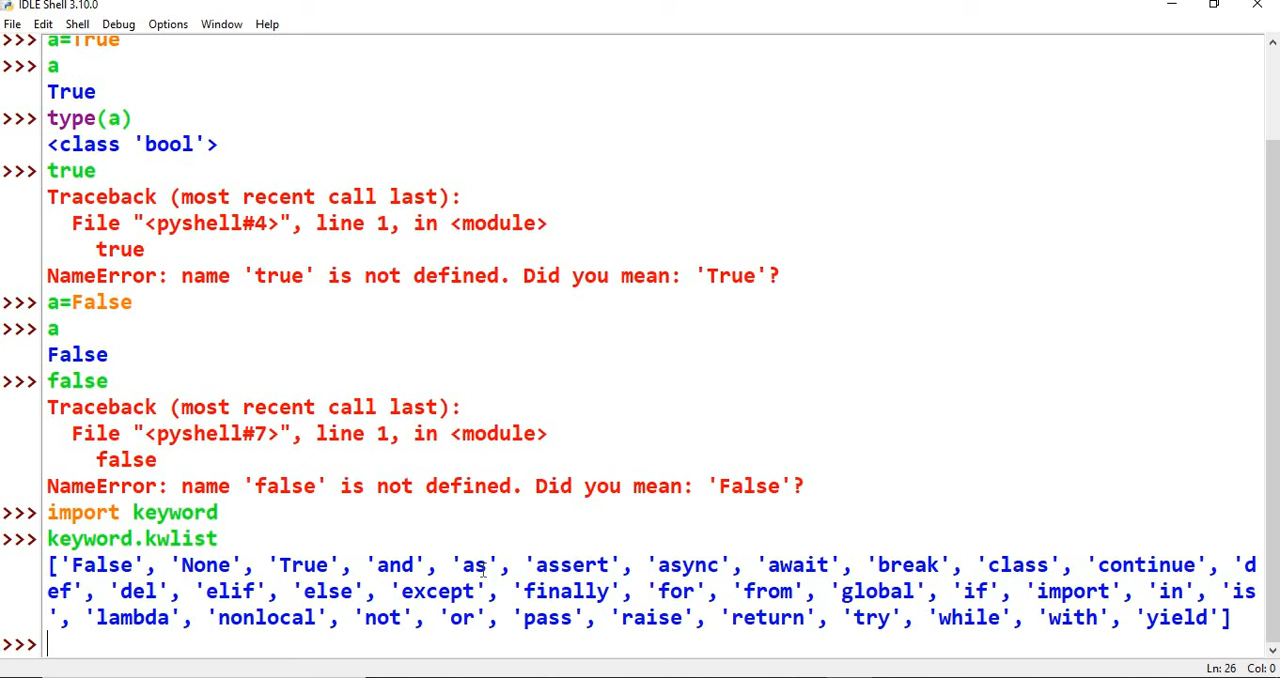 IDLE Shell 3.10.0
File Edit Shell Debug Options Window Help
>>> a=True
>>> a
True
>>> type(a)
<class 'bool'>
>>> true
Traceback (most recent call last):
  File "<pyshell#4>", line 1, in <module>
    true
NameError: name 'true' is not defined. Did you mean: 'True'?
>>> a=False
>>> a
False
>>> false
Traceback (most recent call last):
  File "<pyshell#7>", line 1, in <module>
    false
NameError: name 'false' is not defined. Did you mean: 'False'?
>>> import keyword
>>> keyword.kwlist
['False', 'None', 'True', 'and', 'as', 'assert', 'async', 'await', 'break', 'class', 'continue', 'd
ef', 'del', 'elif', 'else', 'except', 'finally', 'for', 'from', 'global', 'if', 'import', 'in', 'is
', 'lambda', 'nonlocal', 'not', 'or', 'pass', 'raise', 'return', 'try', 'while', 'with', 'yield']
>>>
Ln: 26 Col: 0